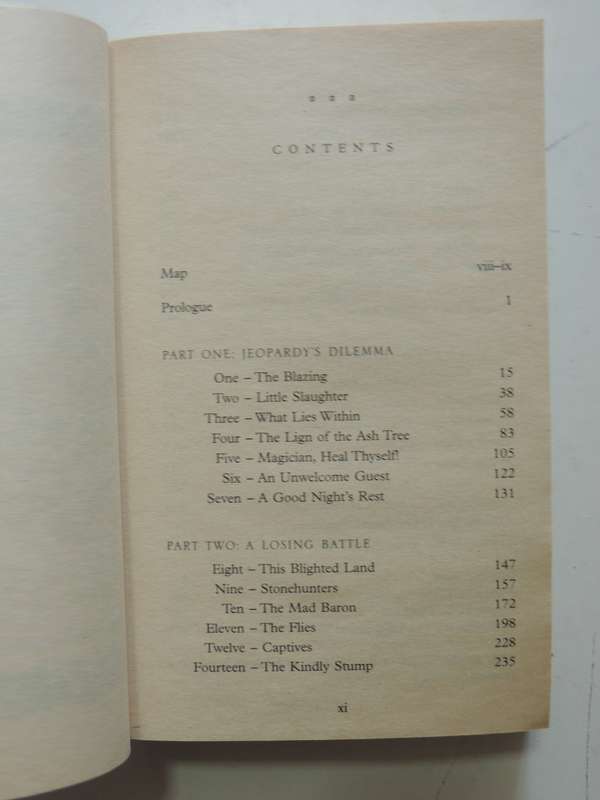 CONTENTS
Map viii–ix
Prologue 1
PART ONE: JEOPARDY'S DILEMMA
One – The Blazing 15
Two – Little Slaughter 38
Three – What Lies Within 58
Four – The Lign of the Ash Tree 83
Five – Magician, Heal Thyself! 105
Six – An Unwelcome Guest 122
Seven – A Good Night's Rest 131
PART TWO: A LOSING BATTLE
Eight – This Blighted Land 147
Nine – Stonehunters 157
Ten – The Mad Baron 172
Eleven – The Flies 198
Twelve – Captives 228
Fourteen – The Kindly Stump 235
xi